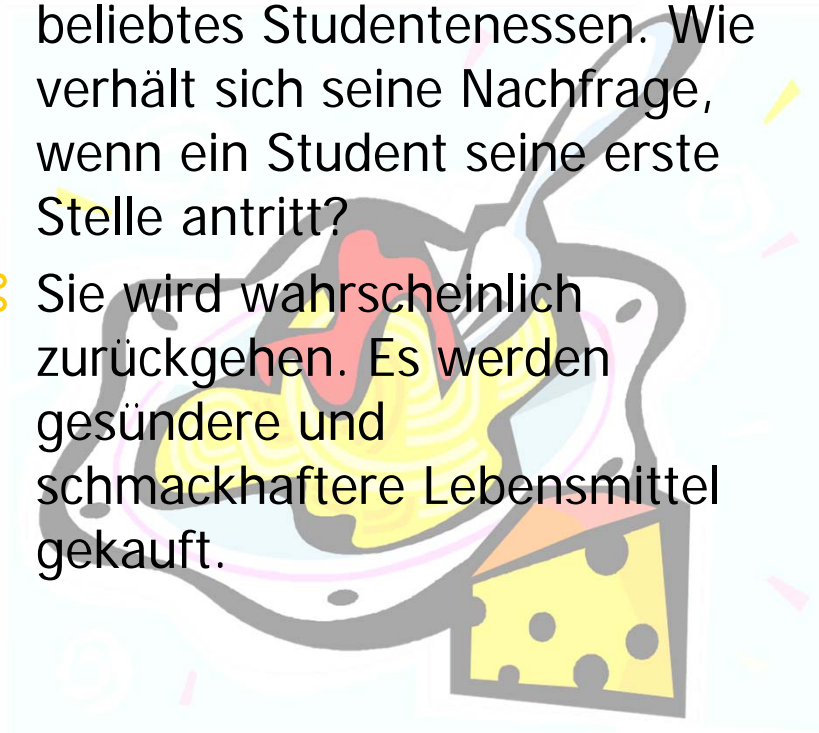 beliebtes Studentenessen. Wie
verhält sich seine Nachfrage,
wenn ein Student seine erste
Stelle antritt?
Sie wird wahrscheinlich
zurückgehen. Es werden
gesündere und
schmackhaftere Lebensmittel
gekauft.